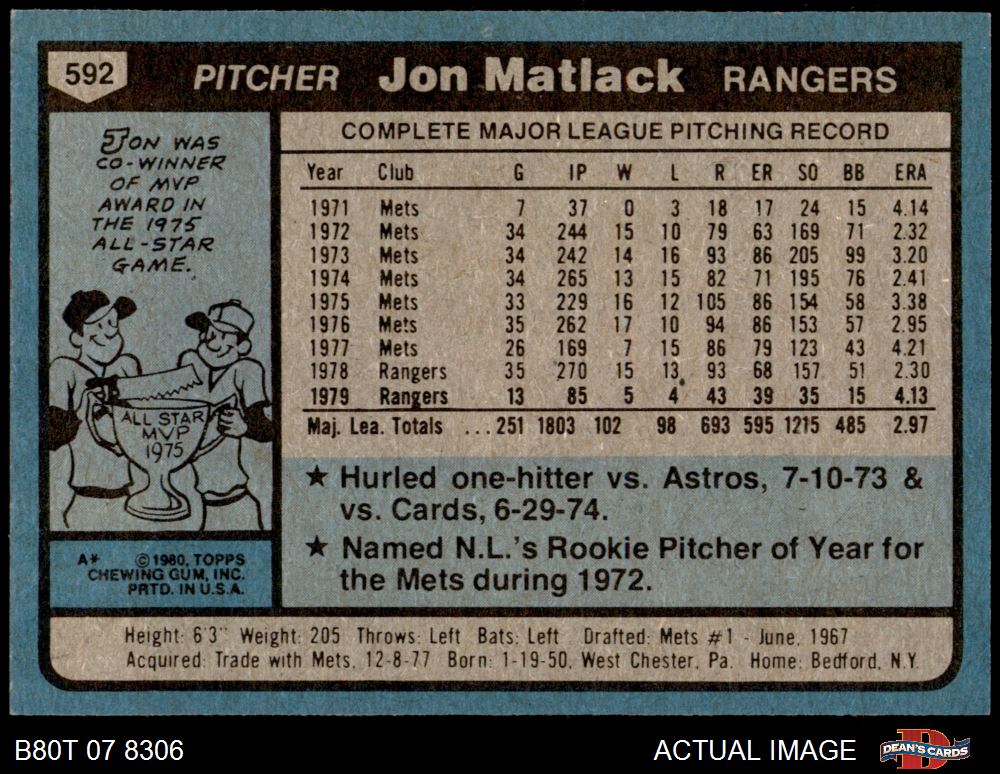 592 PITCHER Jon Matlack RANGERS
JON WAS
CO-WINNER
OF MVP
AWARD IN
THE 1975
ALL-STAR
GAME.
ALL STAR
MVP
1975
A* © 1980, TOPPS
CHEWING GUM, INC.
PRTD. IN U.S.A.
COMPLETE MAJOR LEAGUE PITCHING RECORD
Year Club G IP W L R ER SO BB ERA
1971 Mets 7 37 0 3 18 17 24 15 4.14
1972 Mets 34 244 15 10 79 63 169 71 2.32
1973 Mets 34 242 14 16 93 86 205 99 3.20
1974 Mets 34 265 13 15 82 71 195 76 2.41
1975 Mets 33 229 16 12 105 86 154 58 3.38
1976 Mets 35 262 17 10 94 86 153 57 2.95
1977 Mets 26 169 7 15 86 79 123 43 4.21
1978 Rangers 35 270 15 13 93 68 157 51 2.30
1979 Rangers 13 85 5 4 43 39 35 15 4.13
Maj. Lea. Totals ...251 1803 102 98 693 595 1215 485 2.97
★ Hurled one-hitter vs. Astros, 7-10-73 &
vs. Cards, 6-29-74.
★ Named N.L.'s Rookie Pitcher of Year for
the Mets during 1972.
Height: 6'3" Weight: 205 Throws: Left Bats: Left Drafted: Mets #1 - June, 1967
Acquired: Trade with Mets, 12-8-77 Born: 1-19-50, West Chester, Pa. Home: Bedford, N.Y.
B80T 07 8306 ACTUAL IMAGE DEAN'S CARDS